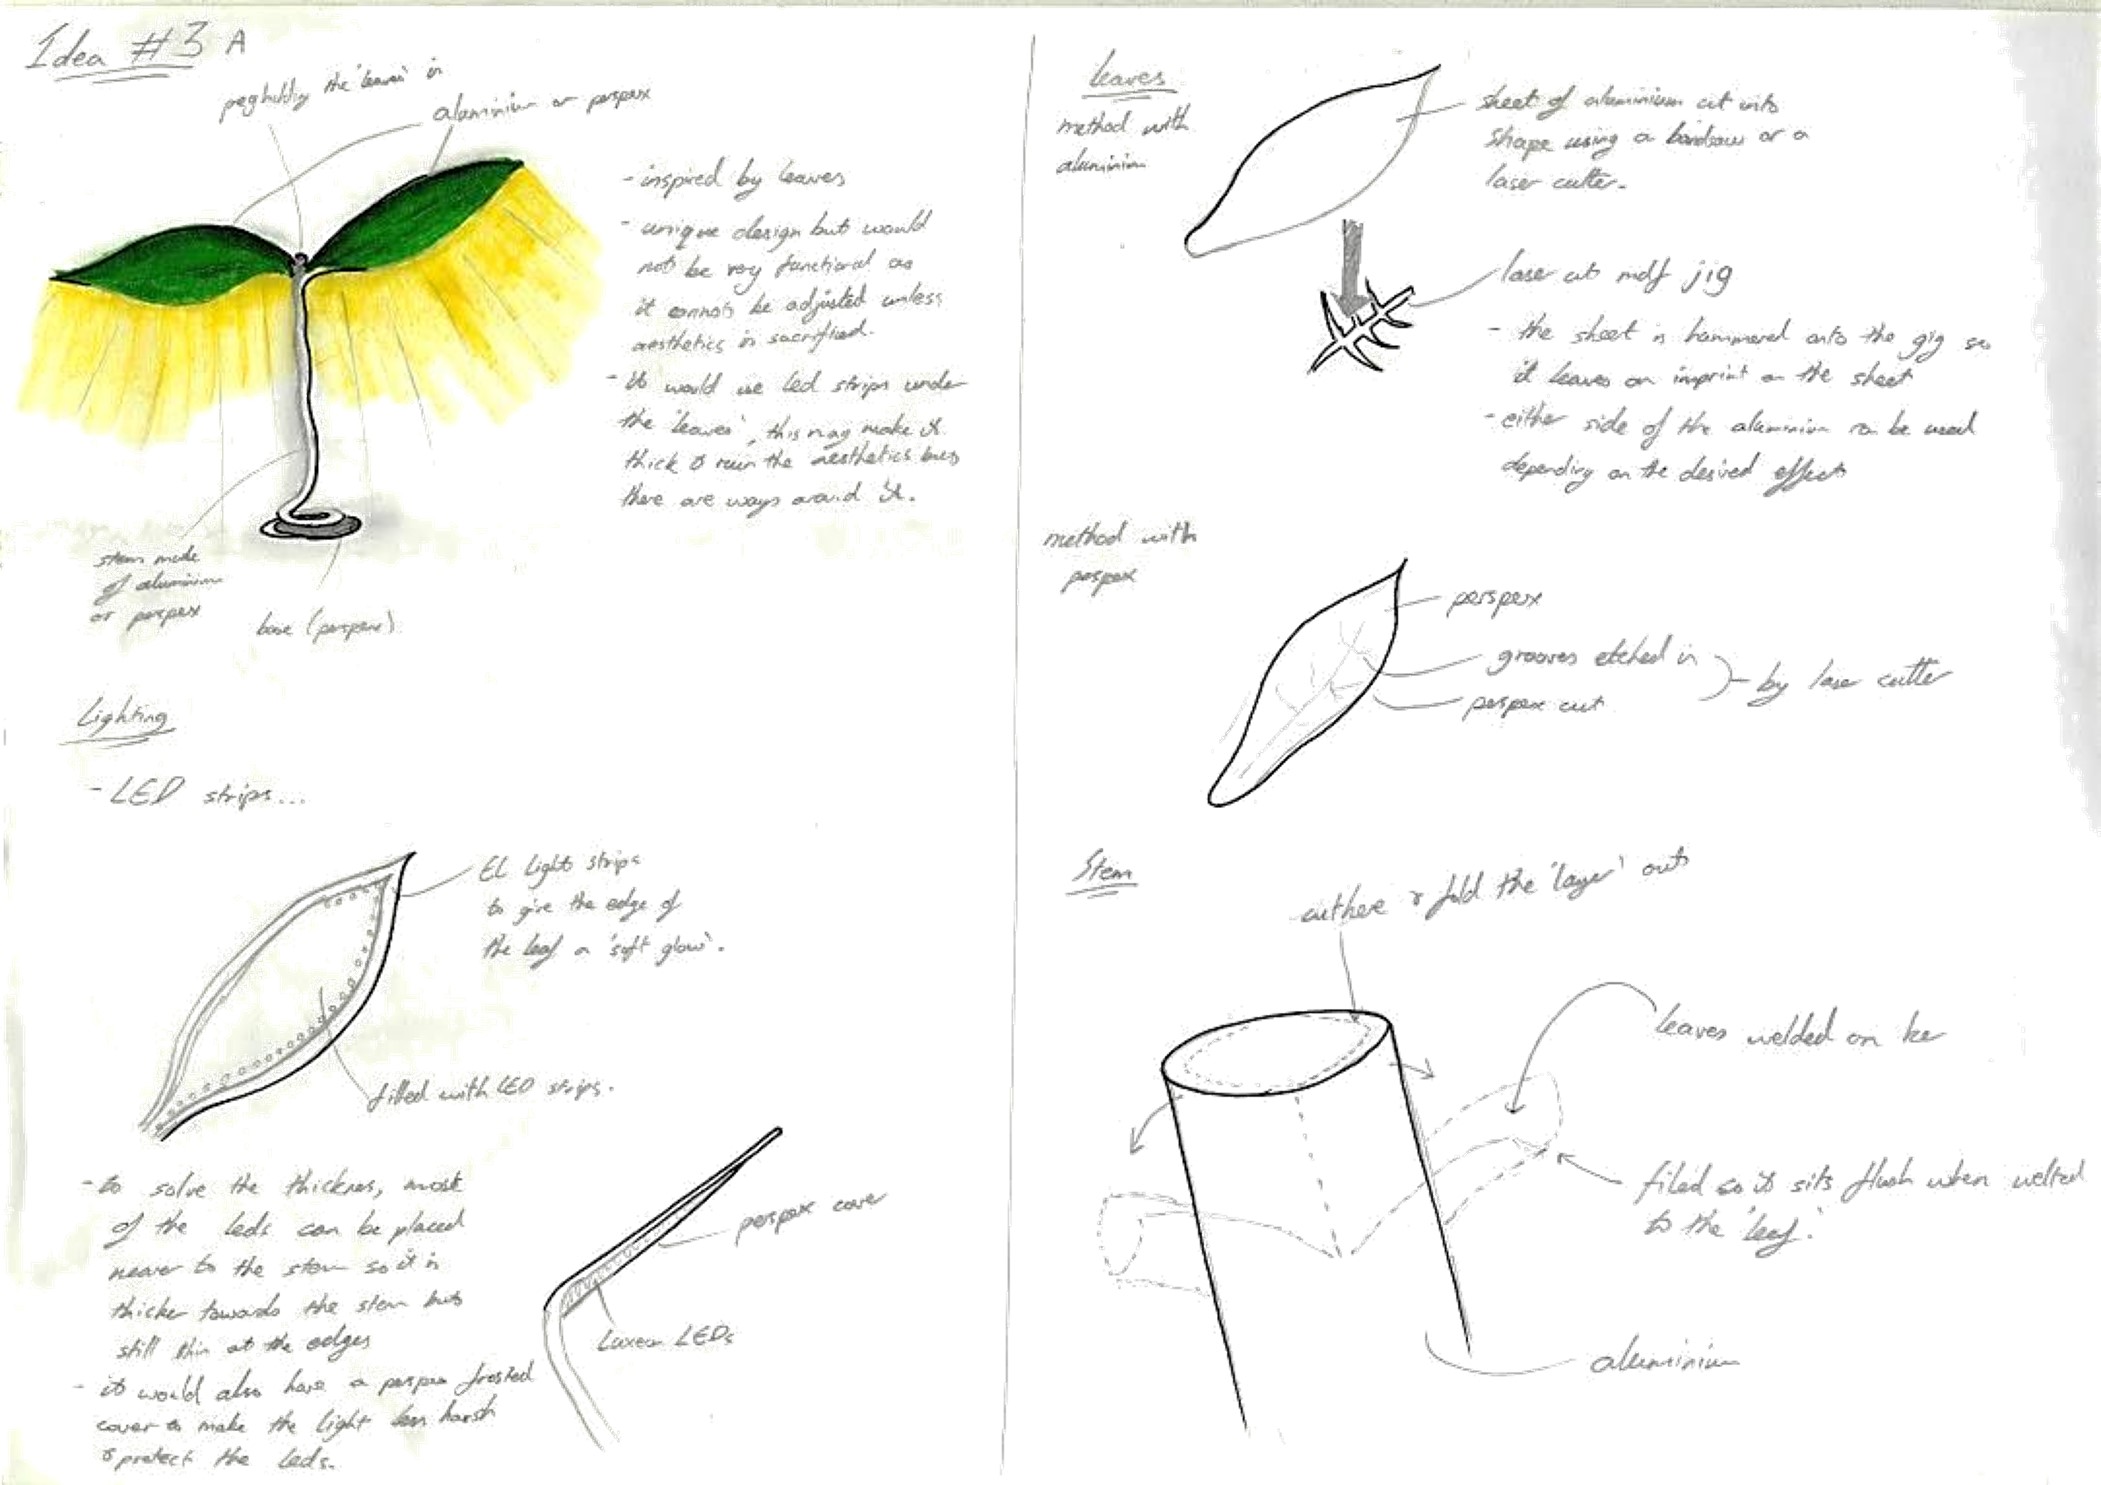 Idea #3 A
peg holding the 'leaves' in
aluminium or perspex
- inspired by leaves
- unique design but would
not be very functional as
it cannot be adjusted unless
aesthetics is sacrificed.
- it would use led strips under
the 'leaves', this may make it
thick & ruin the aesthetics but
there are ways around it.
stem made
of aluminium
or perspex
base (perspex)
Lighting
- LED strips...
EL Light strips
to give the edge of
the leaf a 'soft glow'.
filled with LED strips.
- to solve the thickness, most
of the leds can be placed
nearer to the stem so it is
thicker towards the stem but
still thin at the edges
- it would also have a perspex frosted
cover to make the light less harsh
& protect the leds.
perspex cover
Luxeon LEDs
Leaves
method with
aluminium
sheet of aluminium cut into
shape using a bandsaw or a
laser cutter.
laser cut mdf jig
- the sheet is hammered onto the gig so
it leaves an imprint on the sheet
- either side of the aluminium can be used
depending on the desired effect
method with
perspex
perspex
grooves etched in
perspex cut
by laser cutter
Stem
cut here & fold the 'layer' out
leaves welded on
filed so it sits flush when welted
to the 'leaf'.
aluminium